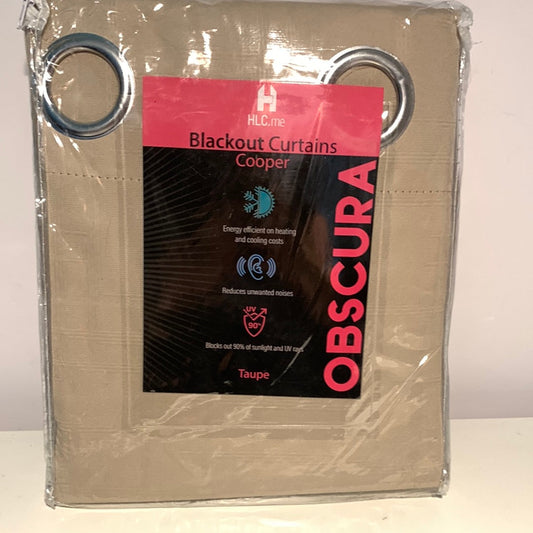 H
HLC.me
Blackout Curtains
Cooper
OBSCURA
Energy efficient on heating
and cooling costs
Reduces unwanted noises
UV
90%
Blocks out 90% of sunlight and UV rays
Taupe